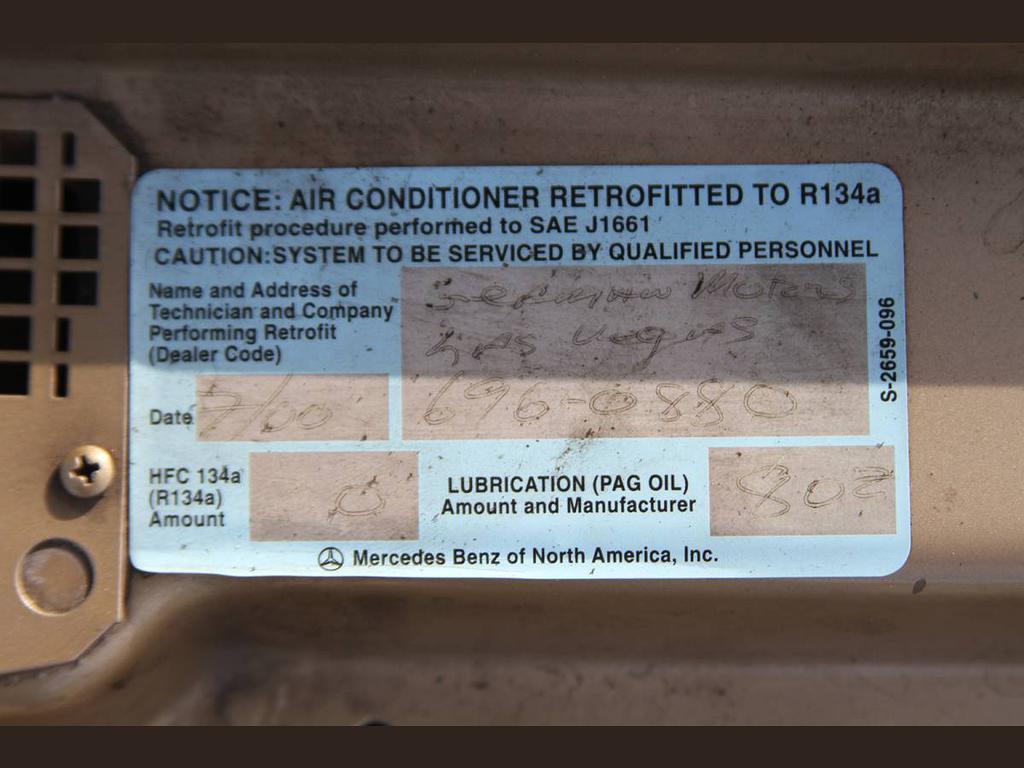 NOTICE: AIR CONDITIONER RETROFITTED TO R134a
Retrofit procedure performed to SAE J1661
CAUTION: SYSTEM TO BE SERVICED BY QUALIFIED PERSONNEL
Name and Address of
Technician and Company
Performing Retrofit
(Dealer Code)
Motors
Las Vegas
696-0880
Date 7/00
HFC 134a
(R134a)
Amount
LUBRICATION (PAG OIL)
Amount and Manufacturer
8oz
Mercedes Benz of North America, Inc.
S-2659-096